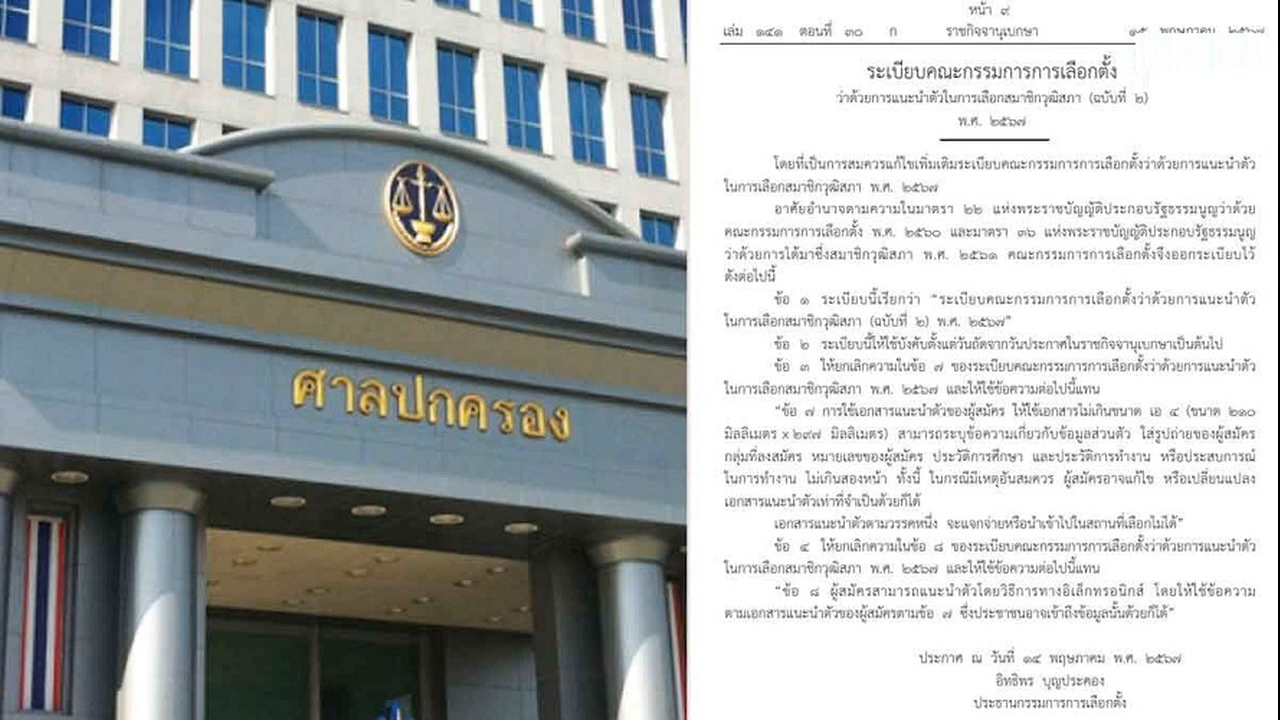 ศาลปกครอง
หน้า ๙
เล่ม ๑๔๑ ตอนที่ ๓๐ ก ราชกิจจานุเบกษา ๑๕ พฤษภาคม ๒๕๖๗
ระเบียบคณะกรรมการการเลือกตั้ง
ว่าด้วยการแนะนำตัวในการเลือกสมาชิกวุฒิสภา (ฉบับที่ ๒)
พ.ศ. ๒๕๖๗
โดยที่เป็นการสมควรแก้ไขเพิ่มเติมระเบียบคณะกรรมการการเลือกตั้งว่าด้วยการแนะนำตัว
ในการเลือกสมาชิกวุฒิสภา พ.ศ. ๒๕๖๗
อาศัยอำนาจตามความในมาตรา ๒๒ แห่งพระราชบัญญัติประกอบรัฐธรรมนูญว่าด้วย
คณะกรรมการการเลือกตั้ง พ.ศ. ๒๕๖๐ และมาตรา ๓๖ แห่งพระราชบัญญัติประกอบรัฐธรรมนูญ
ว่าด้วยการได้มาซึ่งสมาชิกวุฒิสภา พ.ศ. ๒๕๖๑ คณะกรรมการการเลือกตั้งจึงออกระเบียบไว้
ดังต่อไปนี้
ข้อ ๑ ระเบียบนี้เรียกว่า “ระเบียบคณะกรรมการการเลือกตั้งว่าด้วยการแนะนำตัว
ในการเลือกสมาชิกวุฒิสภา (ฉบับที่ ๒) พ.ศ. ๒๕๖๗”
ข้อ ๒ ระเบียบนี้ให้ใช้บังคับตั้งแต่วันถัดจากวันประกาศในราชกิจจานุเบกษาเป็นต้นไป
ข้อ ๓ ให้ยกเลิกความในข้อ ๗ ของระเบียบคณะกรรมการการเลือกตั้งว่าด้วยการแนะนำตัว
ในการเลือกสมาชิกวุฒิสภา พ.ศ. ๒๕๖๗ และให้ใช้ข้อความต่อไปนี้แทน
“ข้อ ๗ การใช้เอกสารแนะนำตัวของผู้สมัคร ให้ใช้เอกสารไม่เกินขนาด เอ ๔ (ขนาด ๒๑๐
มิลลิเมตร x ๒๙๗ มิลลิเมตร) สามารถระบุข้อความเกี่ยวกับข้อมูลส่วนตัว ใส่รูปถ่ายของผู้สมัคร
กลุ่มที่ลงสมัคร หมายเลขของผู้สมัคร ประวัติการศึกษา และประวัติการทำงาน หรือประสบการณ์
ในการทำงาน ไม่เกินสองหน้า ทั้งนี้ ในกรณีมีเหตุอันสมควร ผู้สมัครอาจแก้ไข หรือเปลี่ยนแปลง
เอกสารแนะนำตัวเท่าที่จำเป็นด้วยก็ได้
เอกสารแนะนำตัวตามวรรคหนึ่ง จะแจกจ่ายหรือนำเข้าไปในสถานที่เลือกไม่ได้”
ข้อ ๔ ให้ยกเลิกความในข้อ ๘ ของระเบียบคณะกรรมการการเลือกตั้งว่าด้วยการแนะนำตัว
ในการเลือกสมาชิกวุฒิสภา พ.ศ. ๒๕๖๗ และให้ใช้ข้อความต่อไปนี้แทน
“ข้อ ๘ ผู้สมัครสามารถแนะนำตัวโดยวิธีการทางอิเล็กทรอนิกส์ โดยให้ใช้ข้อความ
ตามเอกสารแนะนำตัวของผู้สมัครตามข้อ ๗ ซึ่งประชาชนอาจเข้าถึงข้อมูลนั้นด้วยก็ได้”
ประกาศ ณ วันที่ ๑๔ พฤษภาคม พ.ศ. ๒๕๖๗
อิทธิพร บุญประคอง
ประธานกรรมการการเลือกตั้ง